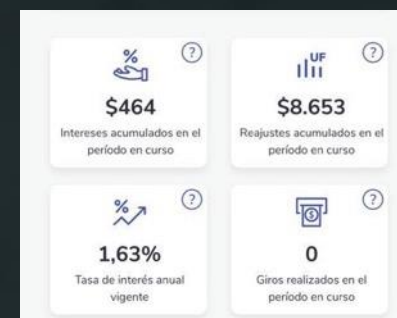 %
?
UF
?
$464
$8.653
Intereses acumulados en el
período en curso
Reajustes acumulados en el
período en curso
%
?
$
?
1,63%
0
Tasa de interés anual
vigente
Giros realizados en el
período en curso